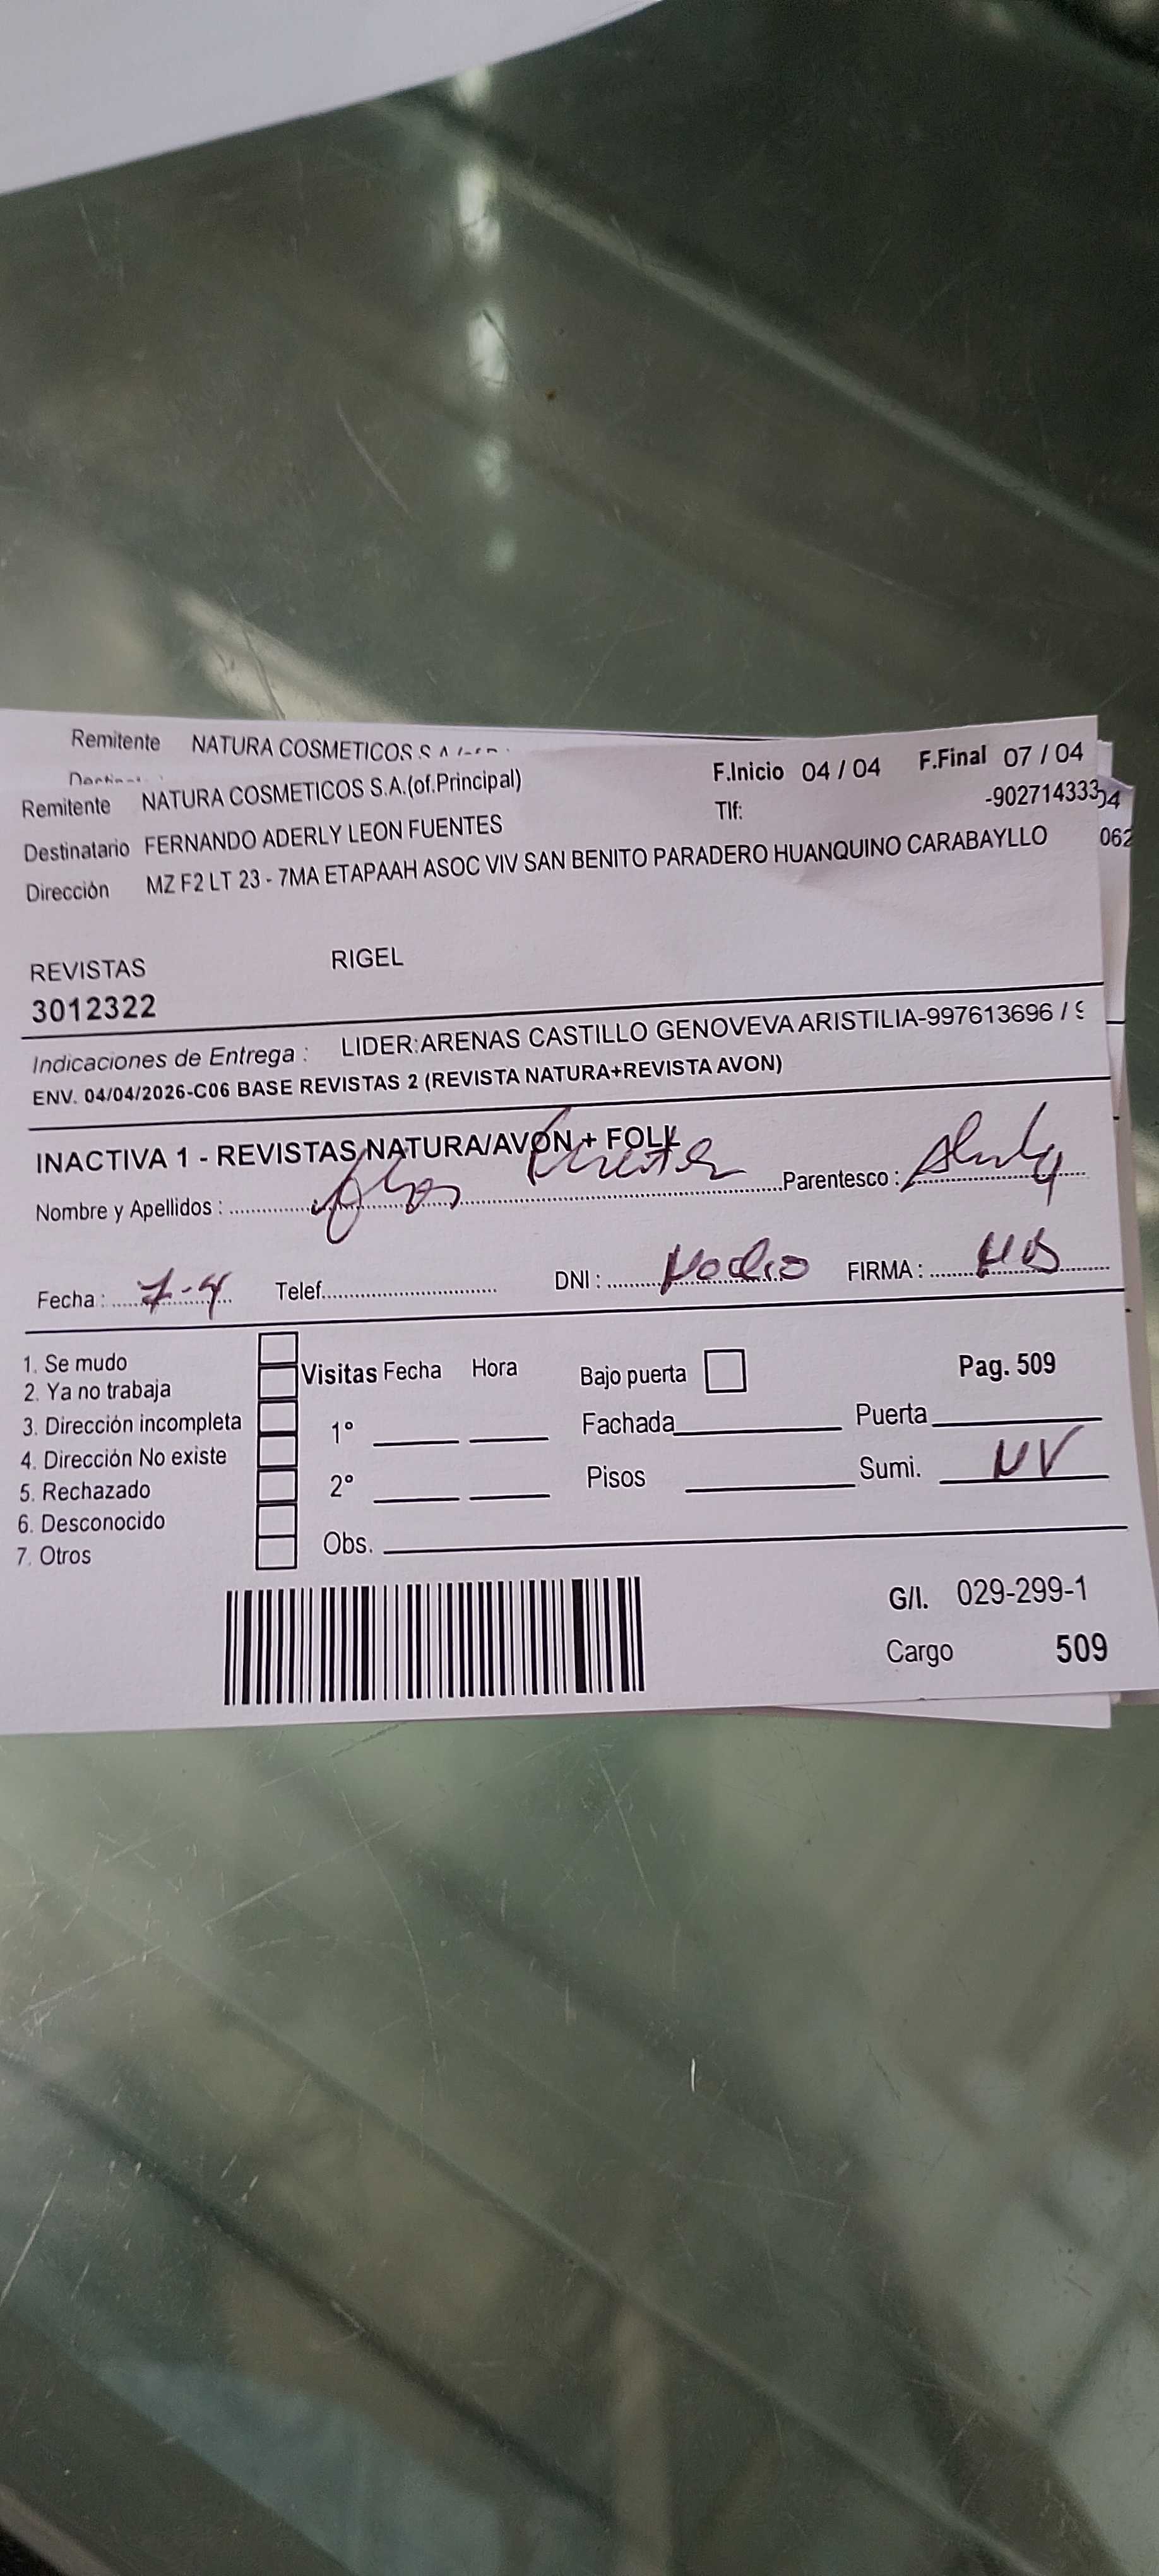 Remitente NATURA COSMETICOS S.A.
Remitente NATURA COSMETICOS S.A.(of.Principal) F.Inicio 04 / 04 F.Final 07 / 04
Destinatario FERNANDO ADERLY LEON FUENTES Tlf: -902714333
Dirección MZ F2 LT 23 - 7MA ETAPAAH ASOC VIV SAN BENITO PARADERO HUANQUINO CARABAYLLO 062
REVISTAS RIGEL
3012322
Indicaciones de Entrega : LIDER:ARENAS CASTILLO GENOVEVA ARISTILIA-997613696 /
ENV. 04/04/2026-C06 BASE REVISTAS 2 (REVISTA NATURA+REVISTA AVON)
INACTIVA 1 - REVISTAS NATURA/AVON + FOLL
Nombre y Apellidos : Parentesco :
Fecha : 7-4 Telef. DNI : FIRMA :
1. Se mudo
2. Ya no trabaja Visitas Fecha Hora Bajo puerta Pag. 509
3. Dirección incompleta 1° Fachada Puerta
4. Dirección No existe
5. Rechazado 2° Pisos Sumi. NV
6. Desconocido
7. Otros Obs.
G/I. 029-299-1
Cargo 509